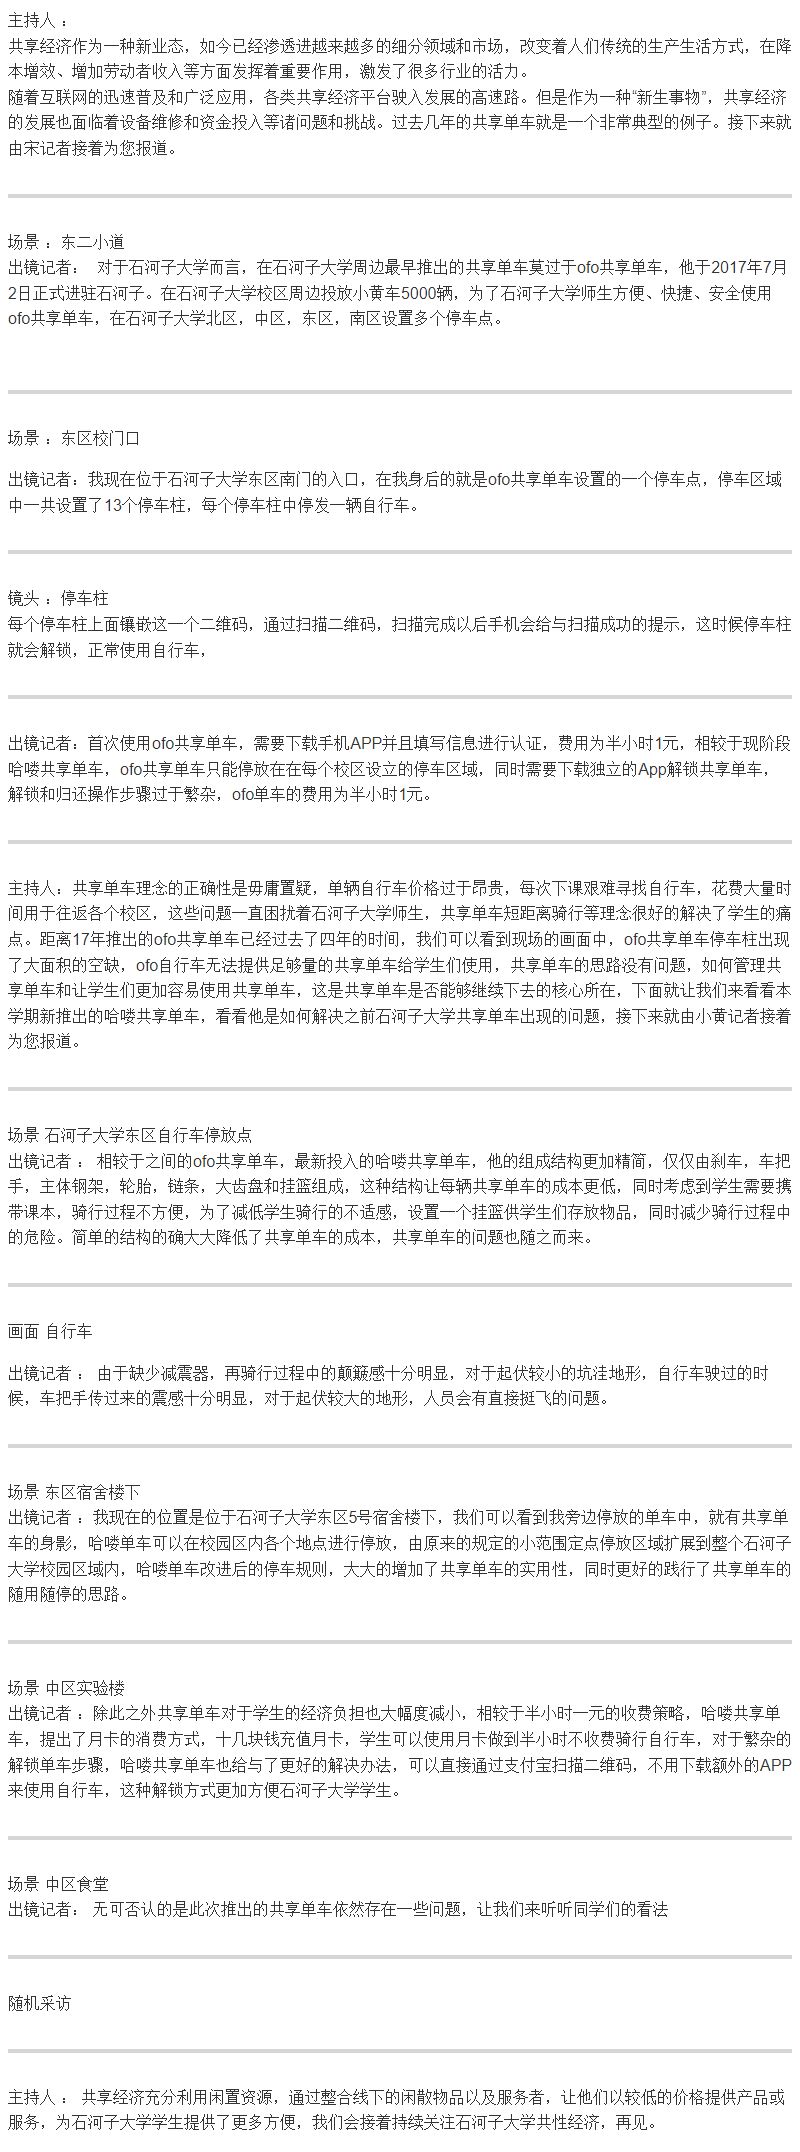 主持人 ：
共享经济作为一种新业态，如今已经渗透进越来越多的细分领域和市场，改变着人们传统的生产生活方式，在降
本增效、增加劳动者收入等方面发挥着重要作用，激发了很多行业的活力。
随着互联网的迅速普及和广泛应用，各类共享经济平台驶入发展的高速路。但是作为一种“新生事物”，共享经济
的发展也面临着设备维修和资金投入等诸问题和挑战。过去几年的共享单车就是一个非常典型的例子。接下来就
由宋记者接着为您报道。
场景 ：东二小道
出镜记者： 对于石河子大学而言，在石河子大学周边最早推出的共享单车莫过于ofo共享单车，他于2017年7月
2日正式进驻石河子。在石河子大学校区周边投放小黄车5000辆，为了石河子大学师生方便、快捷、安全使用
ofo共享单车，在石河子大学北区，中区，东区，南区设置多个停车点。
场景 ：东区校门口
出镜记者：我现在位于石河子大学东区南门的入口，在我身后的就是ofo共享单车设置的一个停车点，停车区域
中一共设置了13个停车柱，每个停车柱中停发一辆自行车。
镜头 ：停车柱
每个停车柱上面镶嵌这一个二维码，通过扫描二维码，扫描完成以后手机会给与扫描成功的提示，这时候停车柱
就会解锁，正常使用自行车，
出镜记者：首次使用ofo共享单车，需要下载手机APP并且填写信息进行认证，费用为半小时1元，相较于现阶段
哈喽共享单车，ofo共享单车只能停放在在每个校区设立的停车区域，同时需要下载独立的App解锁共享单车，
解锁和归还操作步骤过于繁杂，ofo单车的费用为半小时1元。
主持人：共享单车理念的正确性是毋庸置疑，单辆自行车价格过于昂贵，每次下课艰难寻找自行车，花费大量时
间用于往返各个校区，这些问题一直困扰着石河子大学师生，共享单车短距离骑行等理念很好的解决了学生的痛
点。距离17年推出的ofo共享单车已经过去了四年的时间，我们可以看到现场的画面中，ofo共享单车停车柱出现
了大面积的空缺，ofo自行车无法提供足够量的共享单车给学生们使用，共享单车的思路没有问题，如何管理共
享单车和让学生们更加容易使用共享单车，这是共享单车是否能够继续下去的核心所在，下面就让我们来看看本
学期新推出的哈喽共享单车，看看他是如何解决之前石河子大学共享单车出现的问题，接下来就由小黄记者接着
为您报道。
场景 石河子大学东区自行车停放点
出镜记者 ： 相较于之间的ofo共享单车，最新投入的哈喽共享单车，他的组成结构更加精简，仅仅由刹车，车把
手，主体钢架，轮胎，链条，大齿盘和挂篮组成，这种结构让每辆共享单车的成本更低，同时考虑到学生需要携
带课本，骑行过程不方便，为了减低学生骑行的不适感，设置一个挂篮供学生们存放物品，同时减少骑行过程中
的危险。简单的结构的确大大降低了共享单车的成本，共享单车的问题也随之而来。
画面 自行车
出镜记者 ： 由于缺少减震器，再骑行过程中的颠簸感十分明显，对于起伏较小的坑洼地形，自行车驶过的时
候，车把手传过来的震感十分明显，对于起伏较大的地形，人员会有直接挺飞的问题。
场景 东区宿舍楼下
出镜记者 ：我现在的位置是位于石河子大学东区5号宿舍楼下，我们可以看到我旁边停放的单车中，就有共享单
车的身影，哈喽单车可以在校园区内各个地点进行停放，由原来的规定的小范围定点停放区域扩展到整个石河子
大学校园区域内，哈喽单车改进后的停车规则，大大的增加了共享单车的实用性，同时更好的践行了共享单车的
随用随停的思路。
场景 中区实验楼
出镜记者 ：除此之外共享单车对于学生的经济负担也大幅度减小，相较于半小时一元的收费策略，哈喽共享单
车，提出了月卡的消费方式，十几块钱充值月卡，学生可以使用月卡做到半小时不收费骑行自行车，对于繁杂的
解锁单车步骤，哈喽共享单车也给与了更好的解决办法，可以直接通过支付宝扫描二维码，不用下载额外的APP
来使用自行车，这种解锁方式更加方便石河子大学学生。
场景 中区食堂
出镜记者： 无可否认的是此次推出的共享单车依然存在一些问题，让我们来听听同学们的看法
随机采访
主持人 ： 共享经济充分利用闲置资源，通过整合线下的闲散物品以及服务者，让他们以较低的价格提供产品或
服务，为石河子大学学生提供了更多方便，我们会接着持续关注石河子大学共性经济，再见。